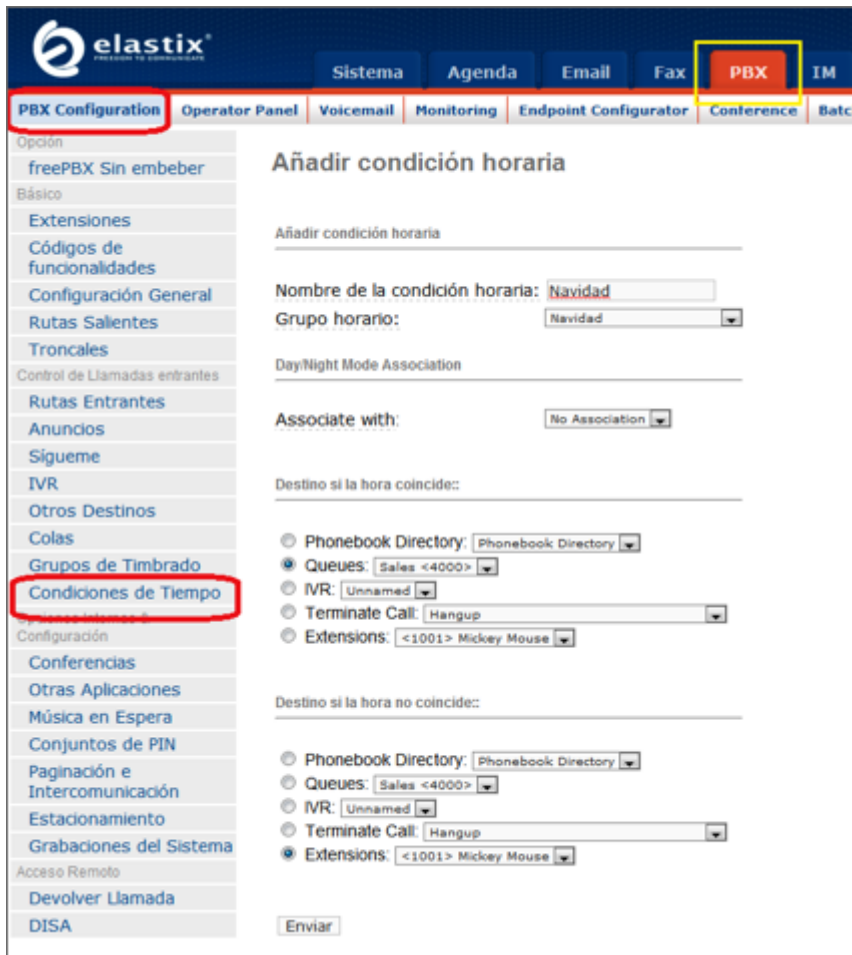 elastix
FREEDOM TO COMMUNICATE
Sistema Agenda Email Fax PBX IM
PBX Configuration Operator Panel Voicemail Monitoring Endpoint Configurator Conference Batc
Opción
freePBX Sin embeber
Básico
Extensiones
Códigos de
funcionalidades
Configuración General
Rutas Salientes
Troncales
Control de Llamadas entrantes
Rutas Entrantes
Anuncios
Sígueme
IVR
Otros Destinos
Colas
Grupos de Timbrado
Condiciones de Tiempo
Opciones Internas &
Configuración
Conferencias
Otras Aplicaciones
Música en Espera
Conjuntos de PIN
Paginación e
Intercomunicación
Estacionamiento
Grabaciones del Sistema
Acceso Remoto
Devolver Llamada
DISA
Añadir condición horaria
Añadir condición horaria
Nombre de la condición horaria: Navidad
Grupo horario: Navidad
Day/Night Mode Association
Associate with: No Association
Destino si la hora coincide::
Phonebook Directory: Phonebook Directory
Queues: Sales <4000>
IVR: Unnamed
Terminate Call: Hangup
Extensions: <1001> Mickey Mouse
Destino si la hora no coincide::
Phonebook Directory: Phonebook Directory
Queues: Sales <4000>
IVR: Unnamed
Terminate Call: Hangup
Extensions: <1001> Mickey Mouse
Enviar